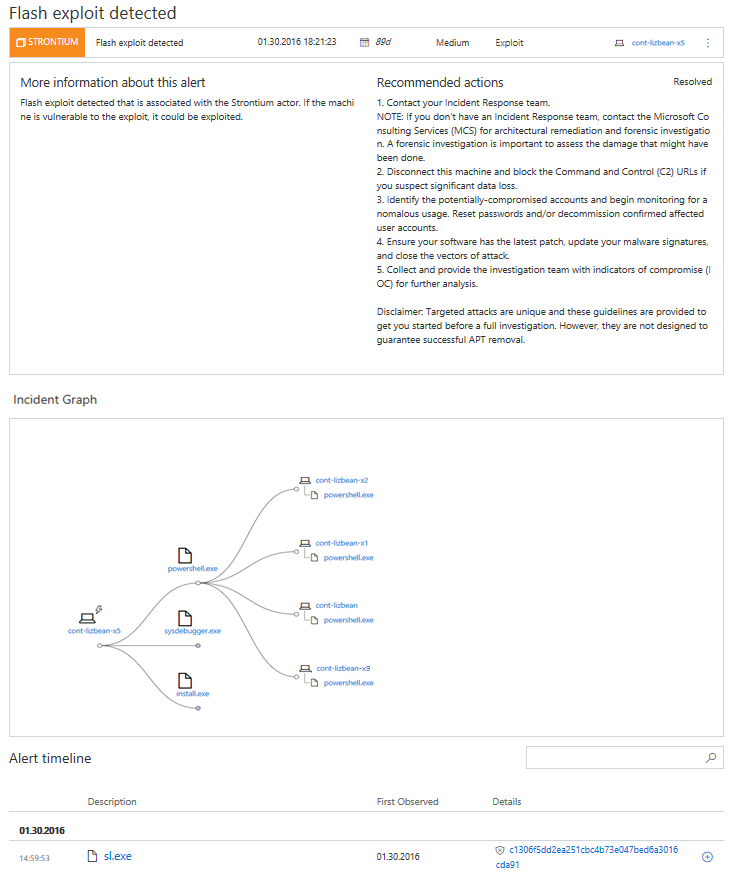 Flash exploit detected
STRONTIUM Flash exploit detected 01.30.2016 18:21:23 89d Medium Exploit cont-lizbean-x5
More information about this alert
Flash exploit detected that is associated with the Strontium actor. If the machi
ne is vulnerable to the exploit, it could be exploited.
Recommended actions Resolved
1. Contact your Incident Response team.
NOTE: If you don't have an Incident Response team, contact the Microsoft Co
nsulting Services (MCS) for architectural remediation and forensic investigatio
n. A forensic investigation is important to assess the damage that might have
been done.
2. Disconnect this machine and block the Command and Control (C2) URLs if
you suspect significant data loss.
3. Identify the potentially-compromised accounts and begin monitoring for a
nomalous usage. Reset passwords and/or decommission confirmed affected
user accounts.
4. Ensure your software has the latest patch, update your malware signatures,
and close the vectors of attack.
5. Collect and provide the investigation team with indicators of compromise (I
OC) for further analysis.
Disclaimer: Targeted attacks are unique and these guidelines are provided to
get you started before a full investigation. However, they are not designed to
guarantee successful APT removal.
Incident Graph
cont-lizbean-x2
powershell.exe
cont-lizbean-x1
powershell.exe
powershell.exe
cont-lizbean
powershell.exe
cont-lizbean-x5
sysdebugger.exe
cont-lizbean-x9
powershell.exe
install.exe
Alert timeline
Description First Observed Details
01.30.2016
14:59:53 sl.exe 01.30.2016 c1306f5dd2ea251cbc4b73e047bed6a3016
cda91